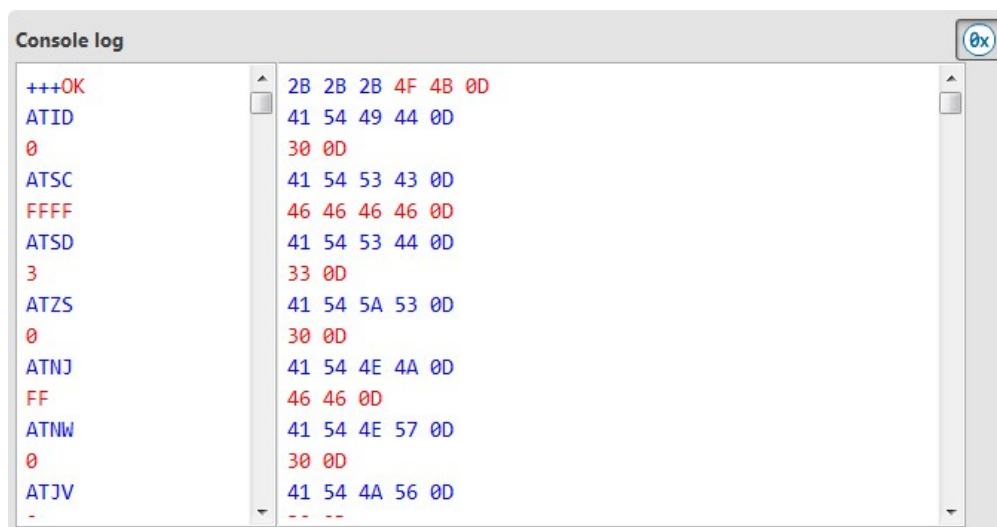 Console log
0x
+++OK
ATID
0
ATSC
FFFF
ATSD
3
ATZS
0
ATNJ
FF
ATNW
0
ATJV
2B 2B 2B 4F 4B 0D
41 54 49 44 0D
30 0D
41 54 53 43 0D
46 46 46 46 0D
41 54 53 44 0D
33 0D
41 54 5A 53 0D
30 0D
41 54 4E 4A 0D
46 46 0D
41 54 4E 57 0D
30 0D
41 54 4A 56 0D